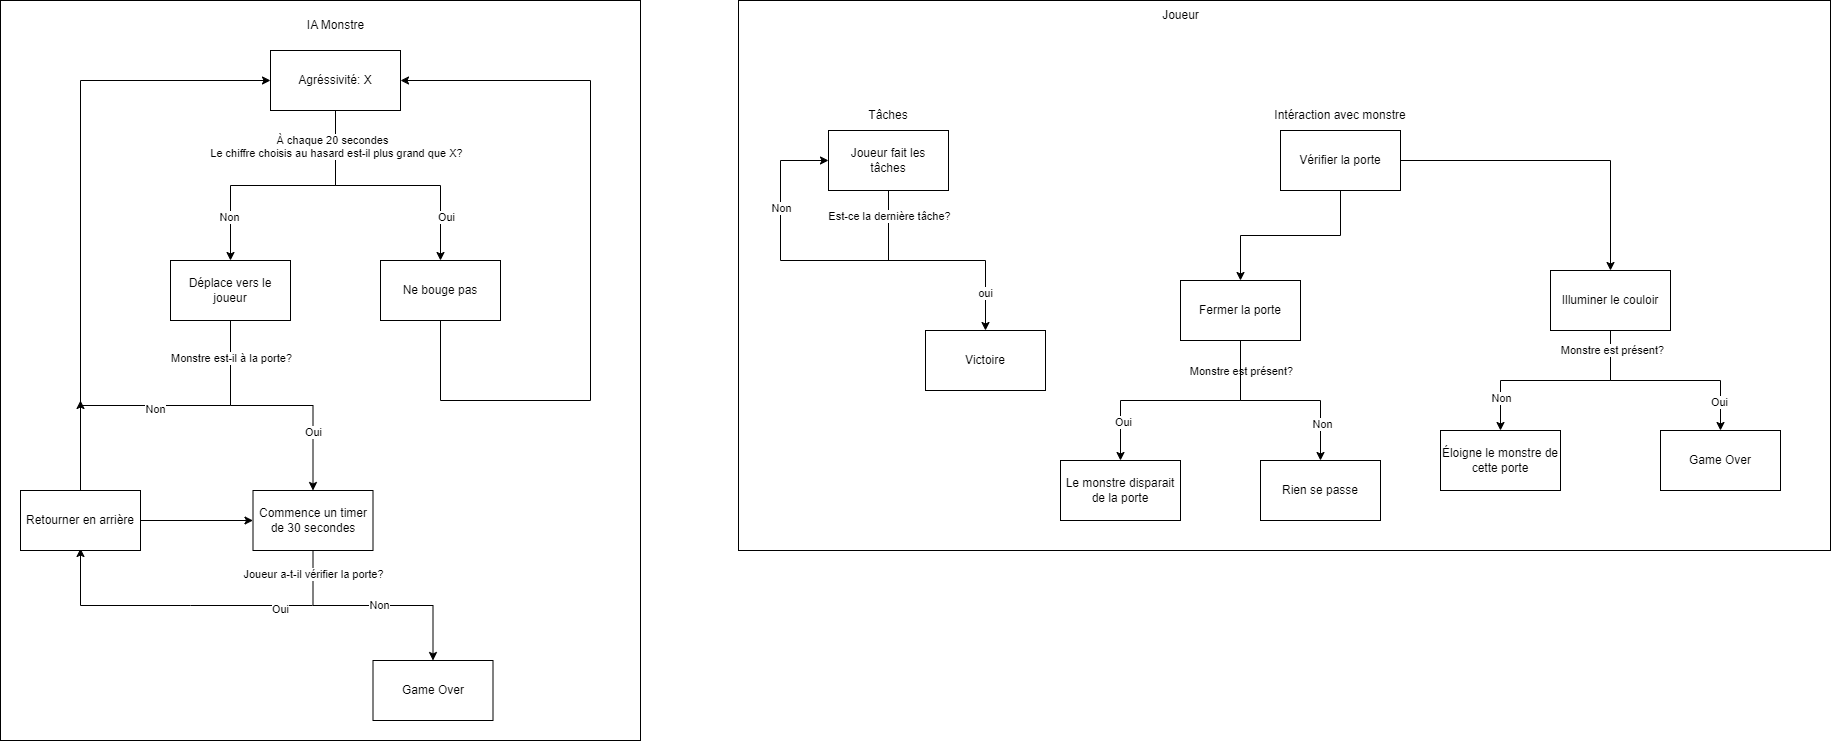 IA Monstre
Agréssivité: X
À chaque 20 secondes
Le chiffre choisis au hasard est-il plus grand que X?
Non
Oui
Déplace vers le
joueur
Ne bouge pas
Monstre est-il à la porte?
Non
Oui
Retourner en arrière
Commence un timer
de 30 secondes
Joueur a-t-il vérifier la porte?
Oui
Non
Game Over
Joueur
Tâches
Joueur fait les
tâches
Non
Est-ce la dernière tâche?
oui
Victoire
Intéraction avec monstre
Vérifier la porte
Fermer la porte
Monstre est présent?
Oui
Non
Le monstre disparait
de la porte
Rien se passe
Illuminer le couloir
Monstre est présent?
Non
Oui
Éloigne le monstre de
cette porte
Game Over